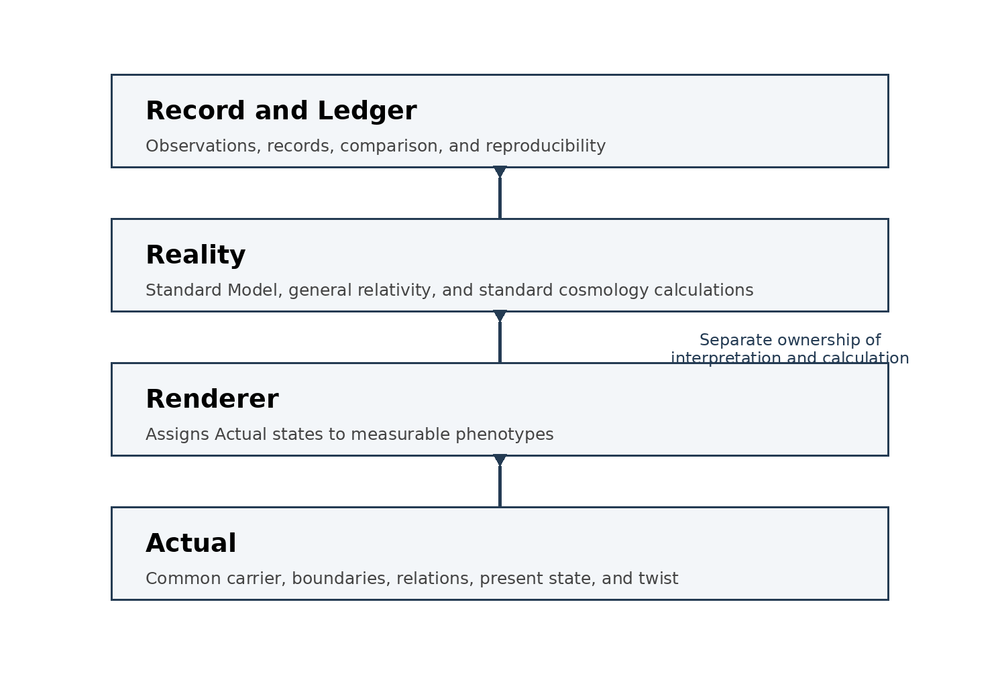 Record and Ledger
Observations, records, comparison, and reproducibility
Reality
Standard Model, general relativity, and standard cosmology calculations
Separate ownership of
interpretation and calculation
Renderer
Assigns Actual states to measurable phenotypes
Actual
Common carrier, boundaries, relations, present state, and twist